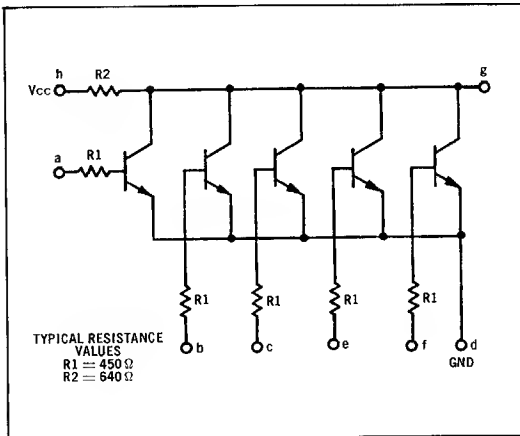 h
R2
g
Vcc
a
R1
R1
R1
R1
R1
b
c
e
f
d
GND
TYPICAL RESISTANCE
VALUES
R1 = 450 Ω
R2 = 640 Ω